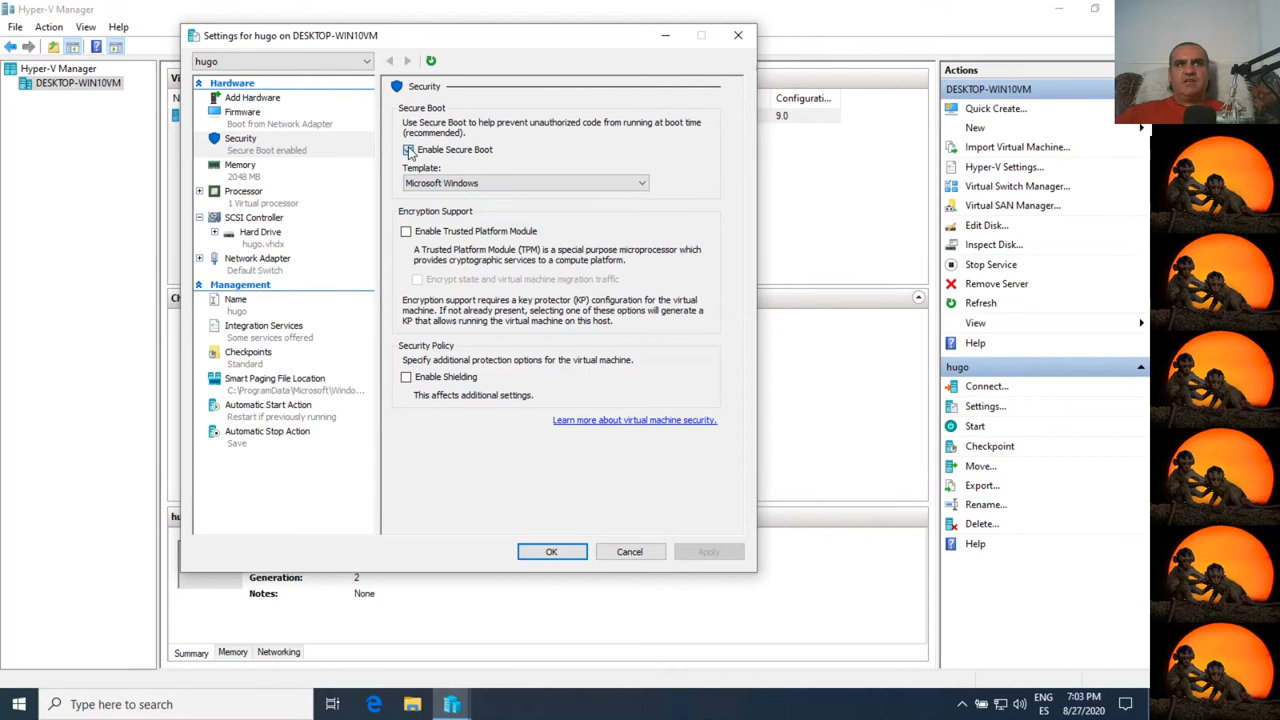 Hyper-V Manager
File Action View Help
Hyper-V Manager
DESKTOP-WIN10VM
Settings for hugo on DESKTOP-WIN10VM
hugo
Hardware
Add Hardware
Firmware
Boot from Network Adapter
Security
Secure Boot enabled
Memory
2048 MB
Processor
1 Virtual processor
SCSI Controller
Hard Drive
hugo.vhdx
Network Adapter
Default Switch
Management
Name
hugo
Integration Services
Some services offered
Checkpoints
Standard
Smart Paging File Location
C:\ProgramData\Microsoft\Windo...
Automatic Start Action
Restart if previously running
Automatic Stop Action
Save
Security
Secure Boot
Use Secure Boot to help prevent unauthorized code from running at boot time
(recommended).
Enable Secure Boot
Template:
Microsoft Windows
Encryption Support
Enable Trusted Platform Module
A Trusted Platform Module (TPM) is a special purpose microprocessor which
provides cryptographic services to a compute platform.
Encrypt state and virtual machine migration traffic
Encryption support requires a key protector (KP) configuration for the virtual
machine. If not already present, selecting one of these options will generate a
KP that allows running the virtual machine on this host.
Security Policy
Specify additional protection options for the virtual machine.
Enable Shielding
This affects additional settings.
Learn more about virtual machine security.
OK Cancel Apply
Configuratio...
9.0
Generation: 2
Notes: None
Summary Memory Networking
Actions
DESKTOP-WIN10VM
Quick Create...
New
Import Virtual Machine...
Hyper-V Settings...
Virtual Switch Manager...
Virtual SAN Manager...
Edit Disk...
Inspect Disk...
Stop Service
Remove Server
Refresh
View
Help
hugo
Connect...
Settings...
Start
Checkpoint
Move...
Export...
Rename...
Delete...
Help
Type here to search
ENG
ES
7:03 PM
8/27/2020